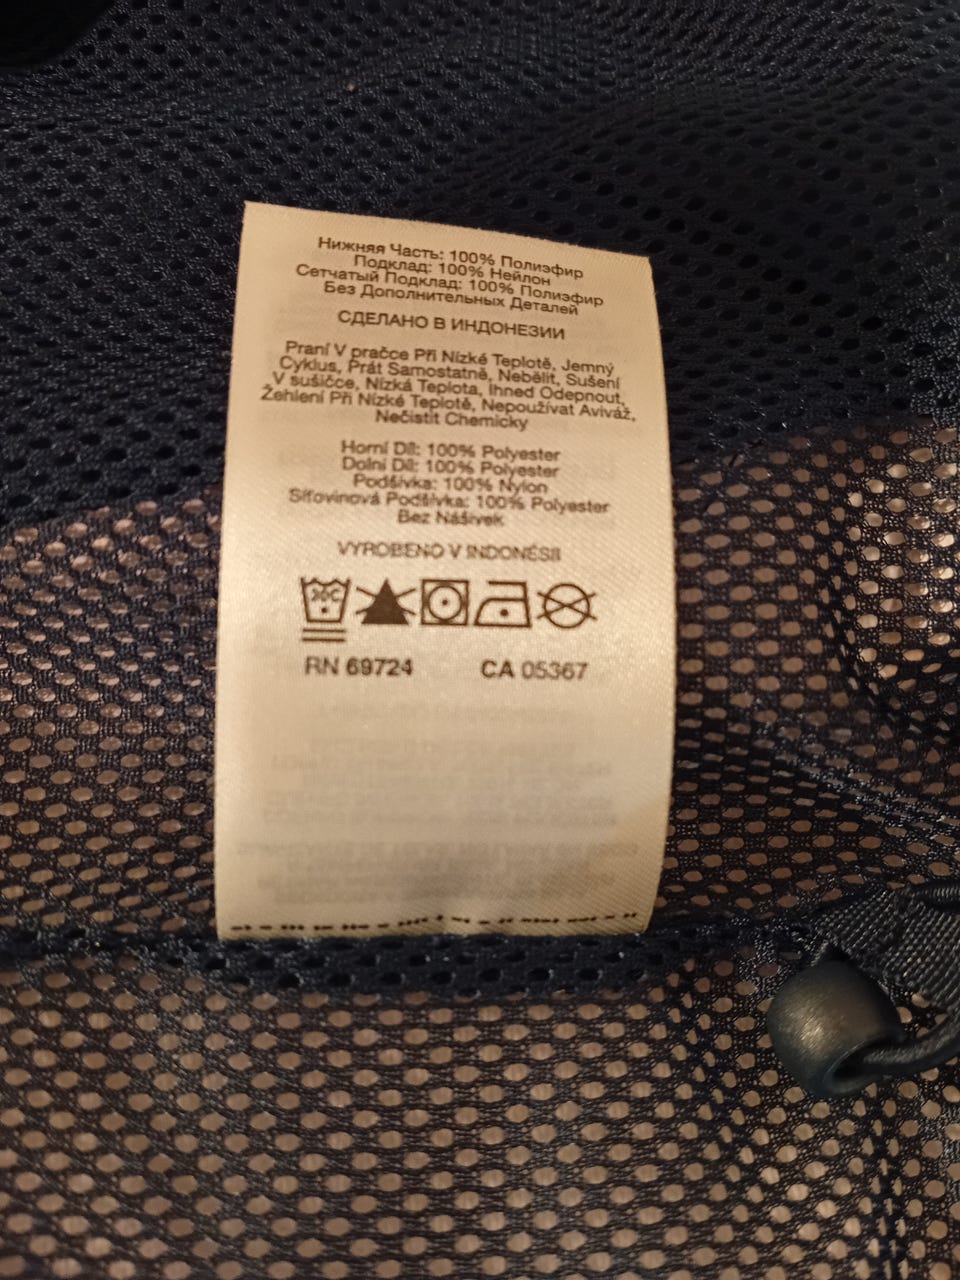 Нижняя Часть: 100% Полиэфир
Подклад: 100% Нейлон
Сетчатый Подклад: 100% Полиэфир
Без Дополнительных Деталей
СДЕЛАНО В ИНДОНЕЗИИ
Praní V pračce Při Nízké Teplotě, Jemný
Cyklus, Prát Samostatně, Nebělit, Sušení
V sušičce, Nízká Teplota, Ihned Odepnout,
Žehlení Při Nízké Teplotě, Nepoužívat Aviváž,
Nečistit Chemicky
Horní Díl: 100% Polyester
Dolní Díl: 100% Polyester
Podšívka: 100% Nylon
Síťovinová Podšívka: 100% Polyester
Bez Nášivek
VYROBENO V INDONÉSII
30C
RN 69724 CA 05367